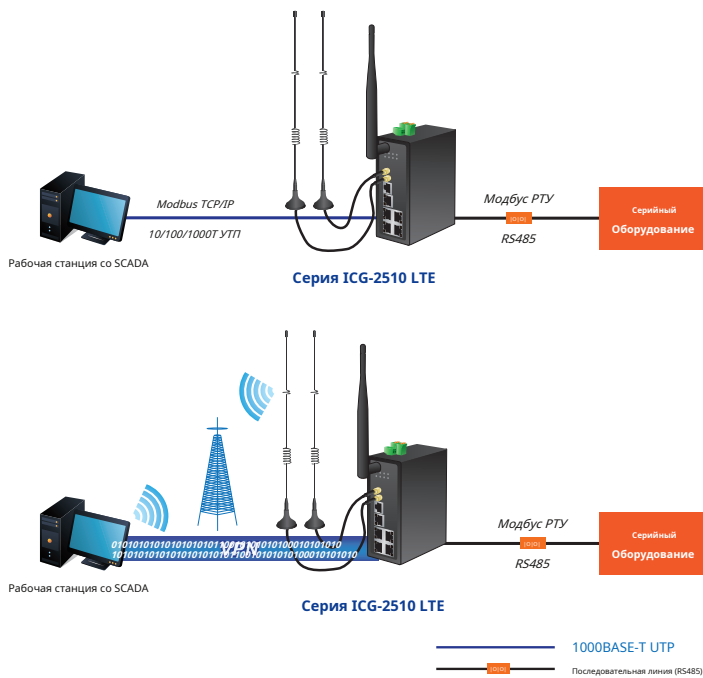 Modbus TCP/IP
10/100/1000Т УТП
Рабочая станция со SCADA
Модбус РТУ
|O|O|
RS485
Серийный
Оборудование
Серия ICG-2510 LTE
VPN
Рабочая станция со SCADA
Модбус РТУ
|O|O|
RS485
Серийный
Оборудование
Серия ICG-2510 LTE
1000BASE-T UTP
|O|O|
Последовательная линия (RS485)